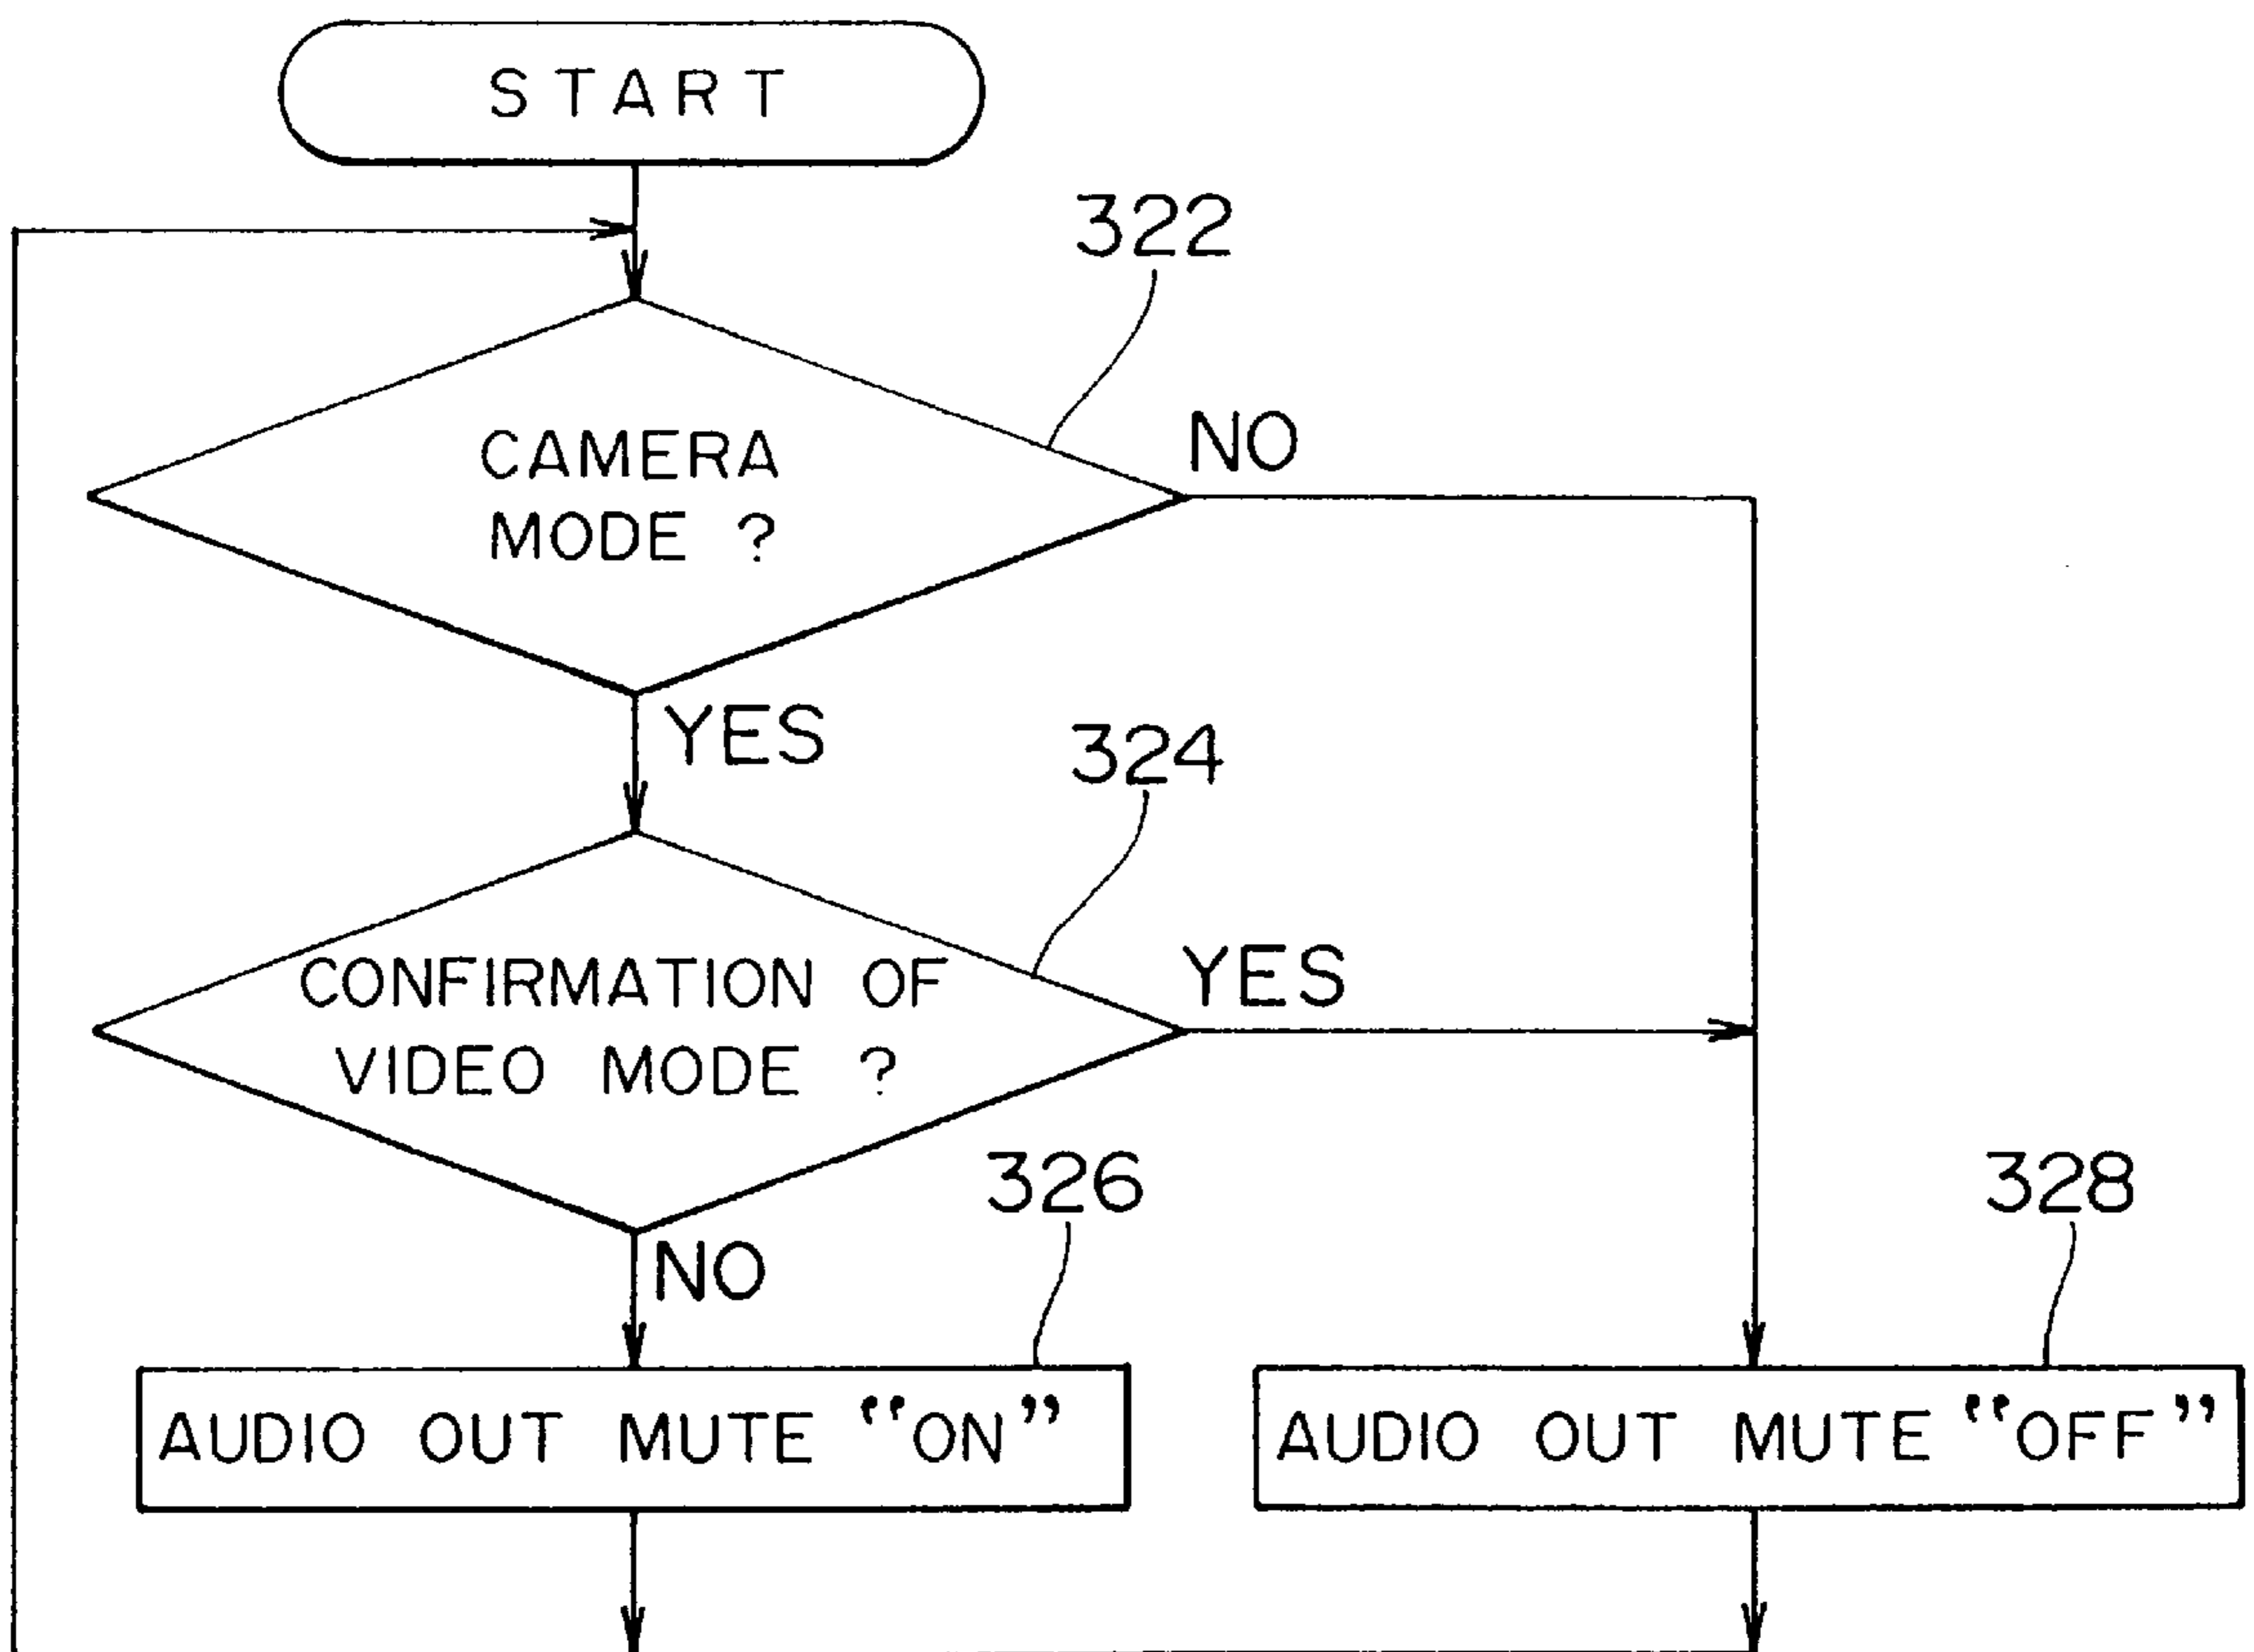 START
322
CAMERA
MODE ?
NO
YES
324
CONFIRMATION OF
VIDEO MODE ?
YES
NO
326
328
AUDIO OUT MUTE “ON”
AUDIO OUT MUTE “OFF”